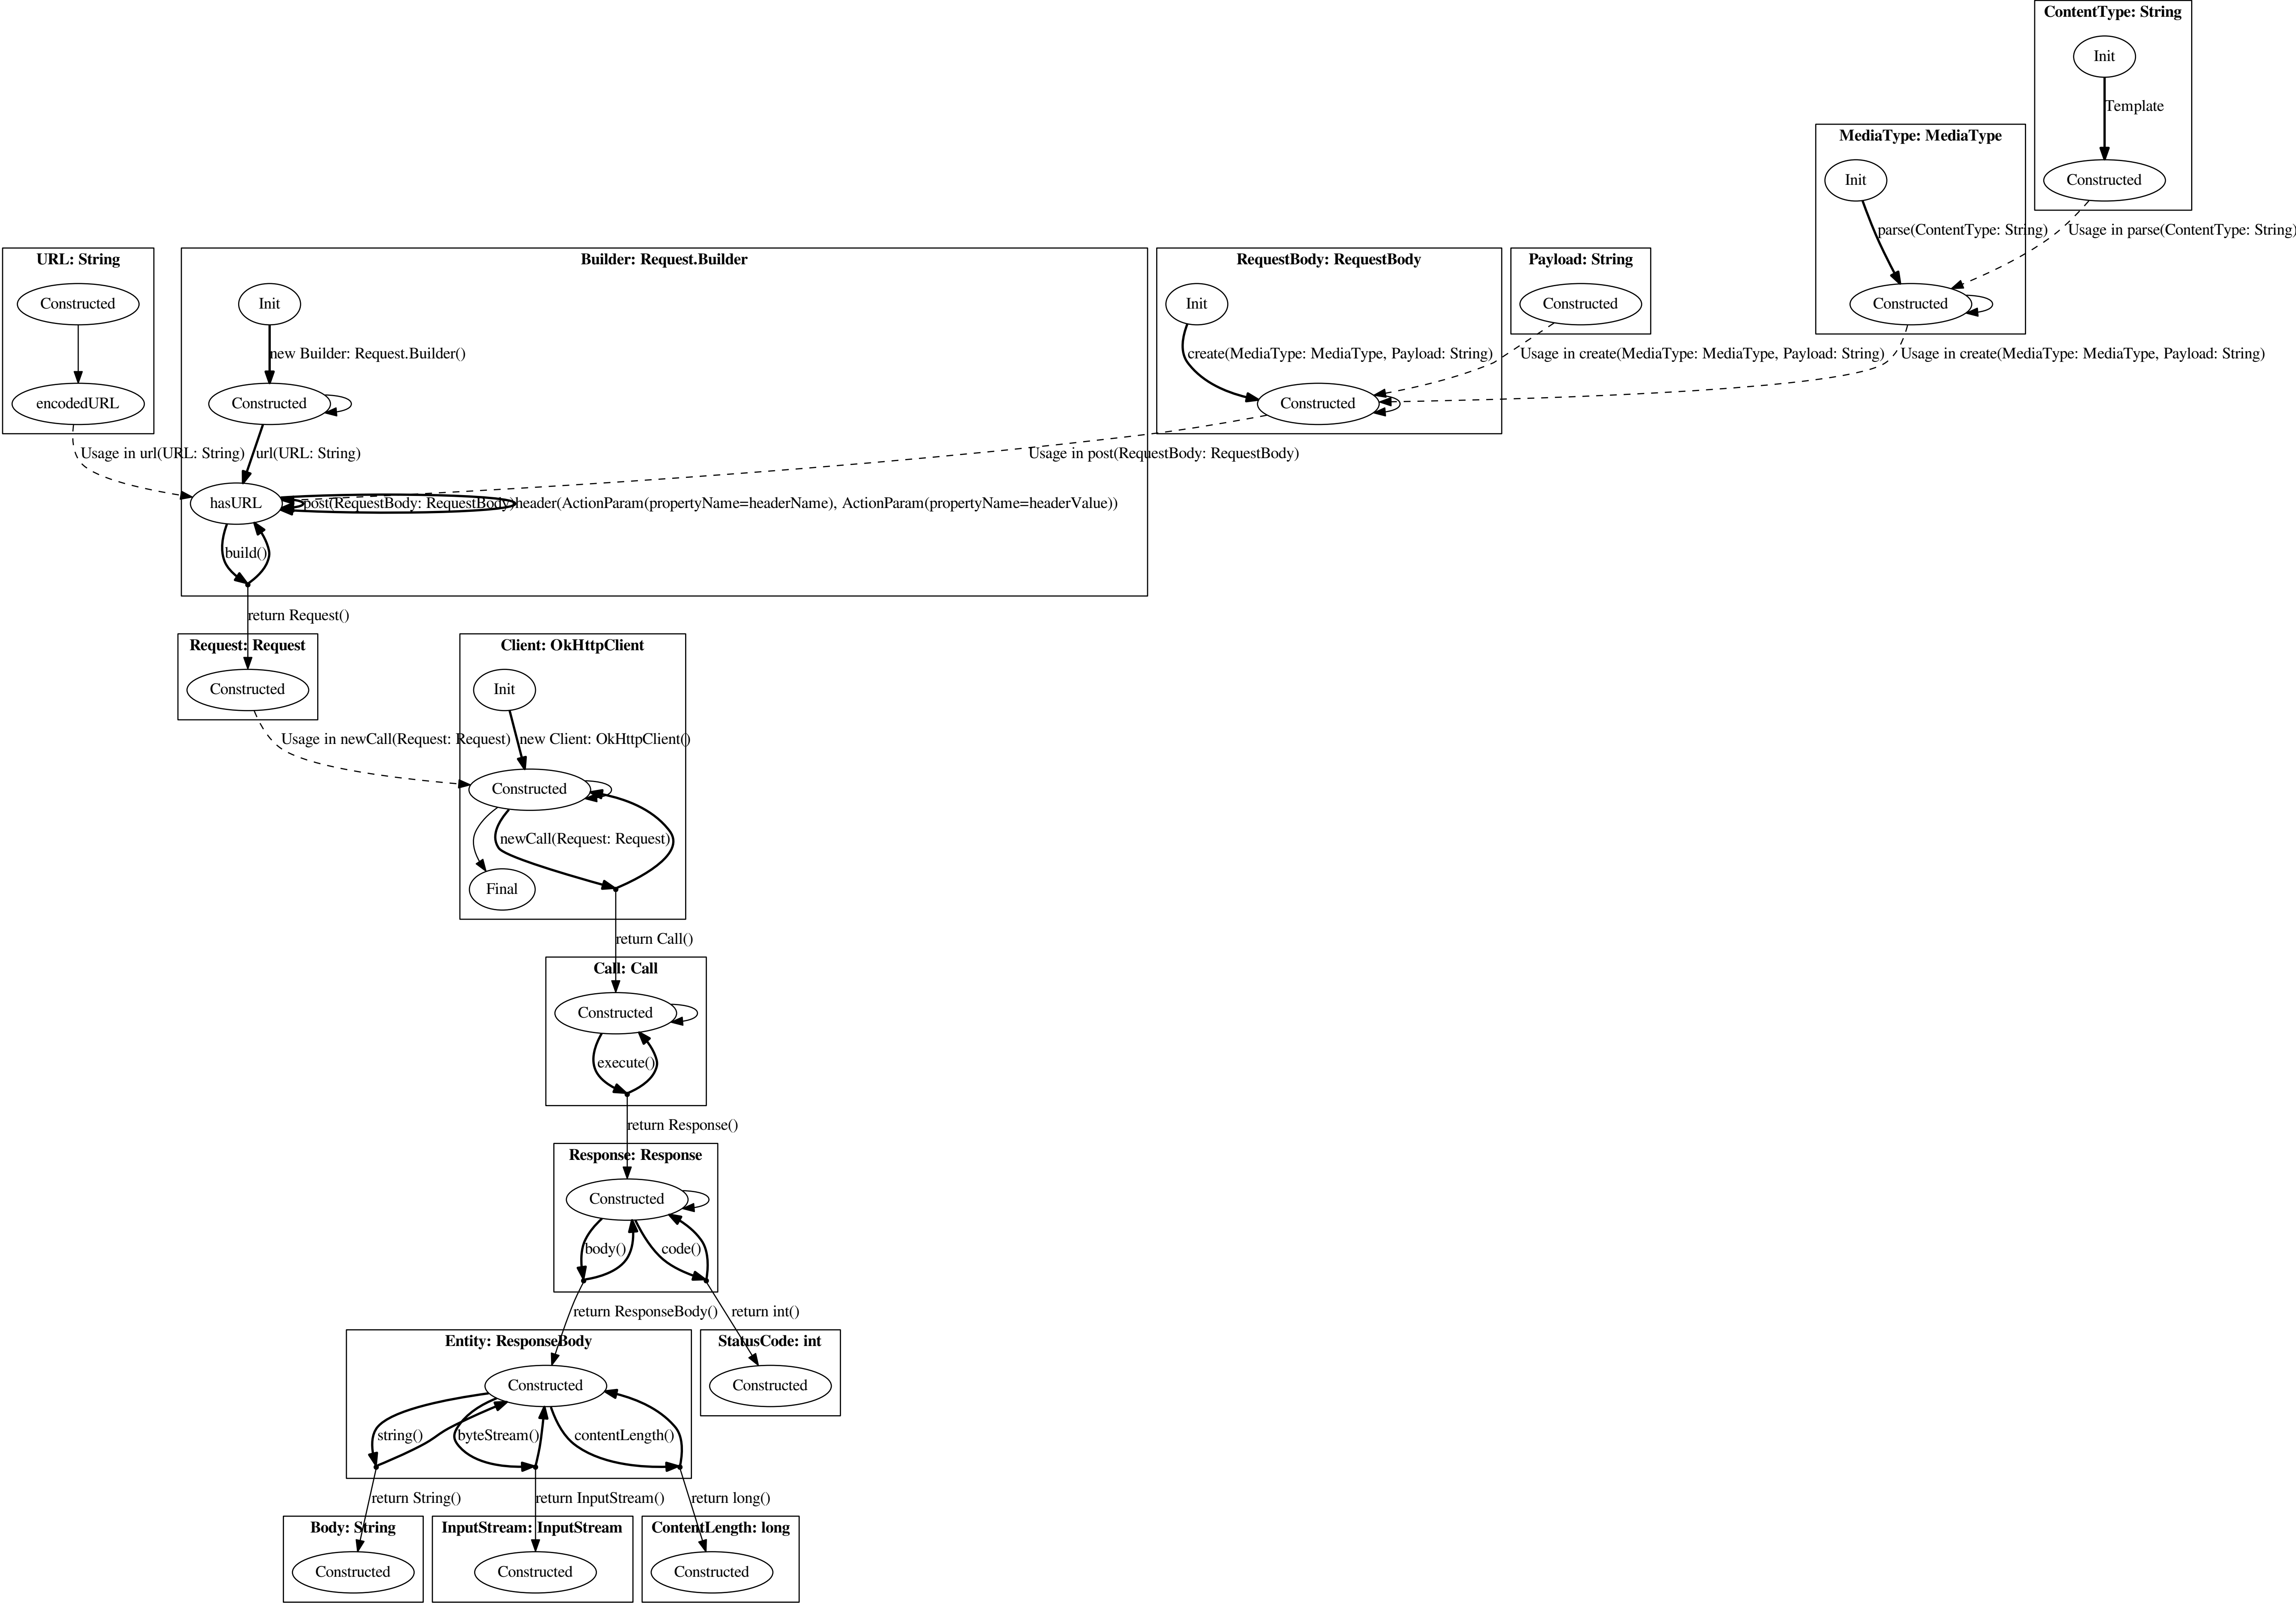 ContentType: String
Init
Template
MediaType: MediaType
Init
Constructed
parse(ContentType: String)
Usage in parse(ContentType: String)
URL: String
Builder: Request.Builder
RequestBody: RequestBody
Payload: String
Constructed
Init
Init
Constructed
Constructed
new Builder: Request.Builder()
create(MediaType: MediaType, Payload: String)
Usage in create(MediaType: MediaType, Payload: String)
Usage in create(MediaType: MediaType, Payload: String)
encodedURL
Constructed
Constructed
Usage in url(URL: String)
url(URL: String)
Usage in post(RequestBody: RequestBody)
hasURL
post(RequestBody: RequestBody)
header(ActionParam(propertyName=headerName), ActionParam(propertyName=headerValue))
build()
return Request()
Request: Request
Client: OkHttpClient
Constructed
Init
Usage in newCall(Request: Request)
new Client: OkHttpClient()
Constructed
newCall(Request: Request)
Final
return Call()
Call: Call
Constructed
execute()
return Response()
Response: Response
Constructed
body()
code()
return ResponseBody()
return int()
Entity: ResponseBody
StatusCode: int
Constructed
Constructed
string()
byteStream()
contentLength()
return String()
return InputStream()
return long()
Body: String
InputStream: InputStream
ContentLength: long
Constructed
Constructed
Constructed